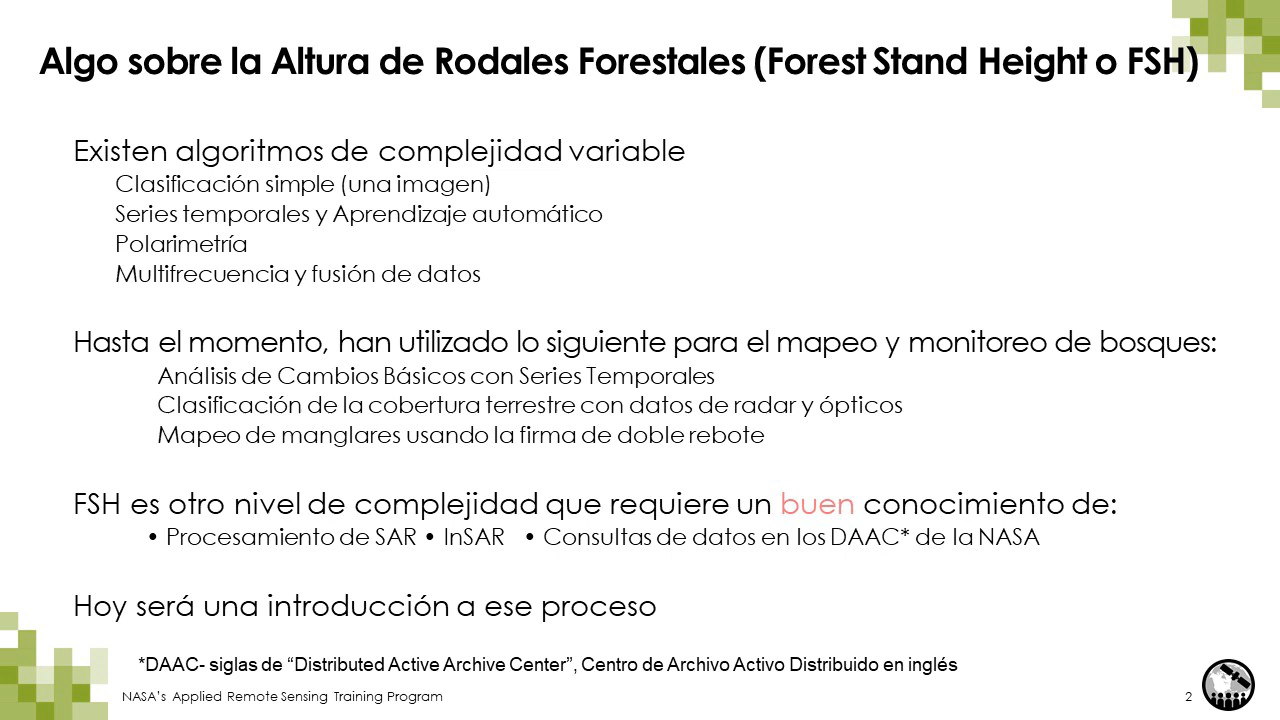 Algo sobre la Altura de Rodales Forestales (Forest Stand Height o FSH)
Existen algoritmos de complejidad variable
Clasificación simple (una imagen)
Series temporales y Aprendizaje automático
Polarimetría
Multifrecuencia y fusión de datos
Hasta el momento, han utilizado lo siguiente para el mapeo y monitoreo de bosques:
Análisis de Cambios Básicos con Series Temporales
Clasificación de la cobertura terrestre con datos de radar y ópticos
Mapeo de manglares usando la firma de doble rebote
FSH es otro nivel de complejidad que requiere un buen conocimiento de:
• Procesamiento de SAR • InSAR • Consultas de datos en los DAAC* de la NASA
Hoy será una introducción a ese proceso
*DAAC- siglas de “Distributed Active Archive Center”, Centro de Archivo Activo Distribuido en inglés
NASA’s Applied Remote Sensing Training Program
2